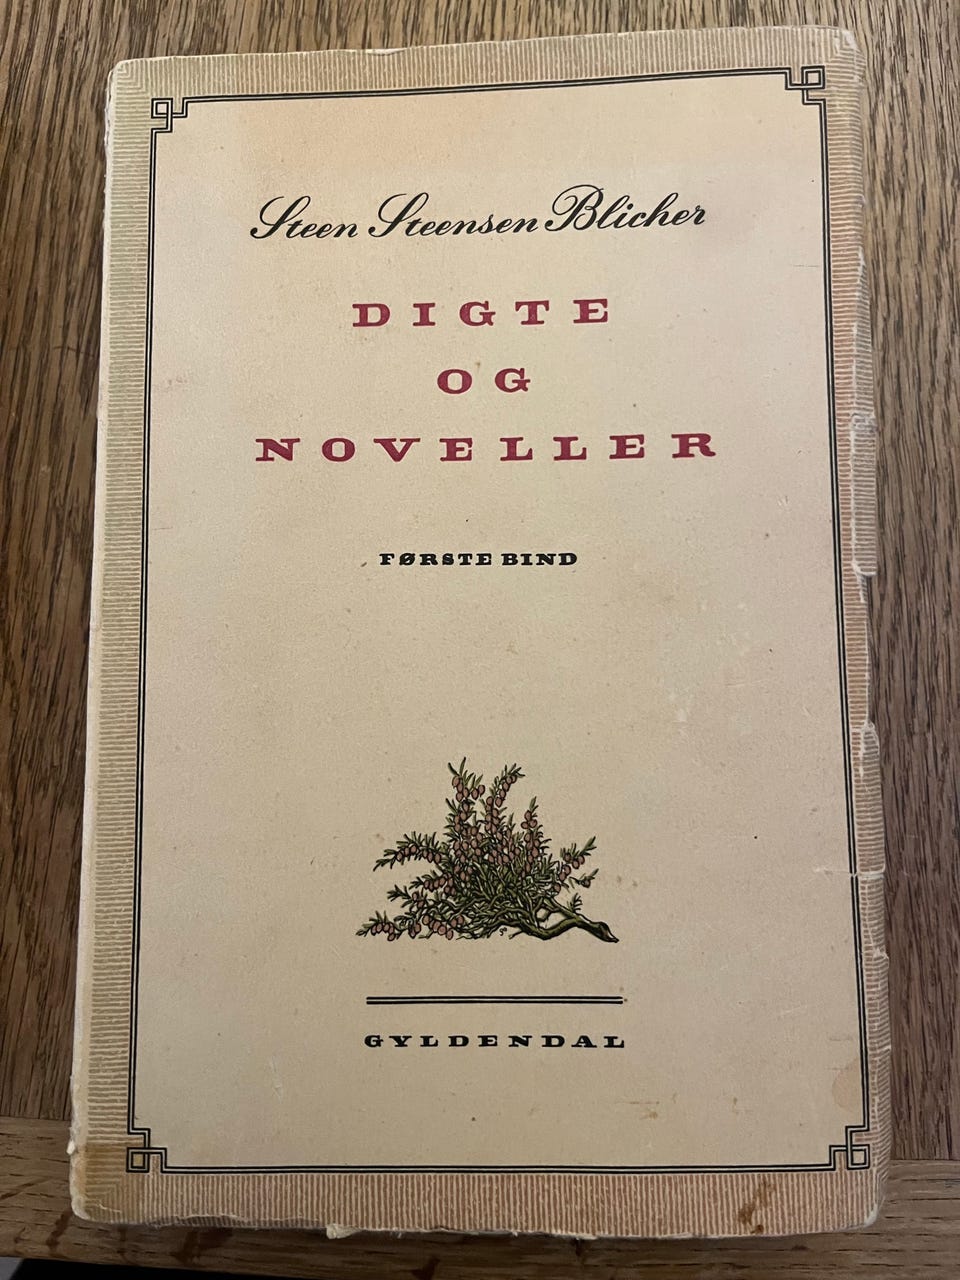 Steen Steensen Blicher
DIGTE
OG
NOVELLER
FØRSTE BIND
GYLDENDAL